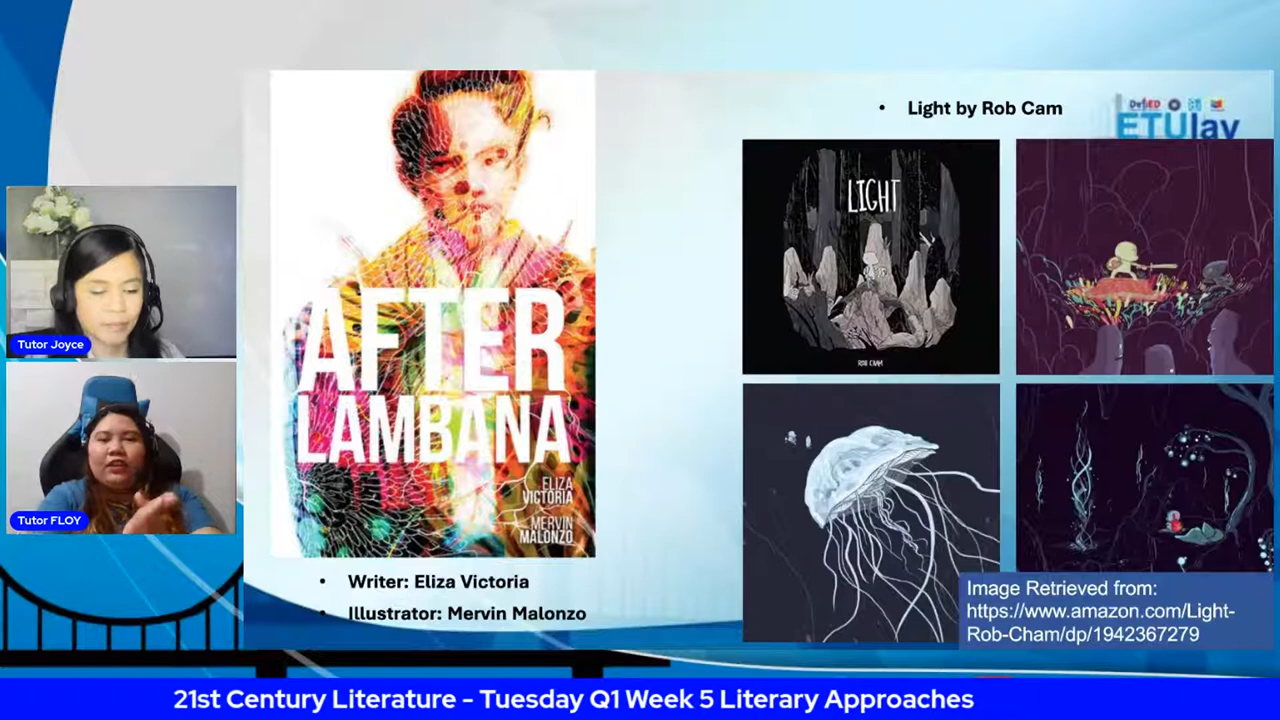 Light by Rob Cam
DepED
ETUlay
LIGHT
ROB CHAM
AFTER
LAMBANA
ELIZA
VICTORIA
MERVIN
MALONZO
Tutor Joyce
Tutor FLOY
Writer: Eliza Victoria
Illustrator: Mervin Malonzo
Image Retrieved from:
https://www.amazon.com/Light-
Rob-Cham/dp/1942367279
21st Century Literature - Tuesday Q1 Week 5 Literary Approaches